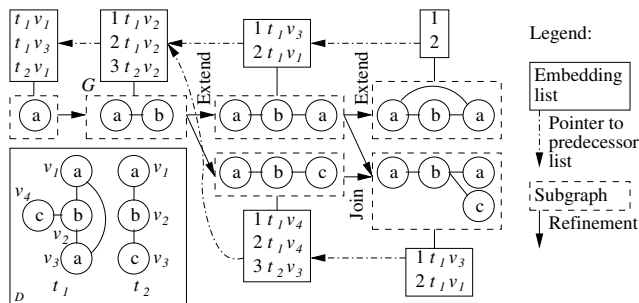 t₁ v₁
t₁ v₃
t₂ v₁
1 t₁ v₂
2 t₁ v₂
3 t₂ v₂
1 t₁ v₃
2 t₁ v₁
1
2
Legend:
Embedding
list
Pointer to
predecessor
list
Subgraph
Refinement
G
Extend
Extend
a
a b
a b a
a b a
a b c
a b a
c
Join
1 t₁ v₄
2 t₁ v₄
3 t₂ v₃
1 t₁ v₃
2 t₁ v₁
v₁ a
a v₁
v₄
c b
b v₂
v₂
v₃ a
c v₃
t₁ t₂
D